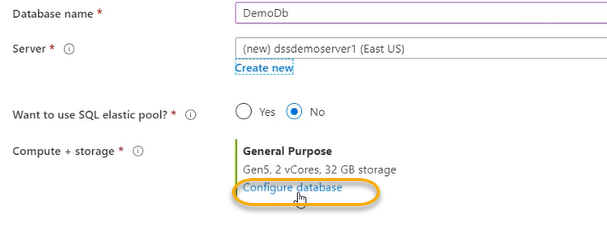 Database name *
DemoDb
Server *
(new) dssdemoserver1 (East US)
Create new
Want to use SQL elastic pool? *
Yes No
Compute + storage *
General Purpose
Gen5, 2 vCores, 32 GB storage
Configure database